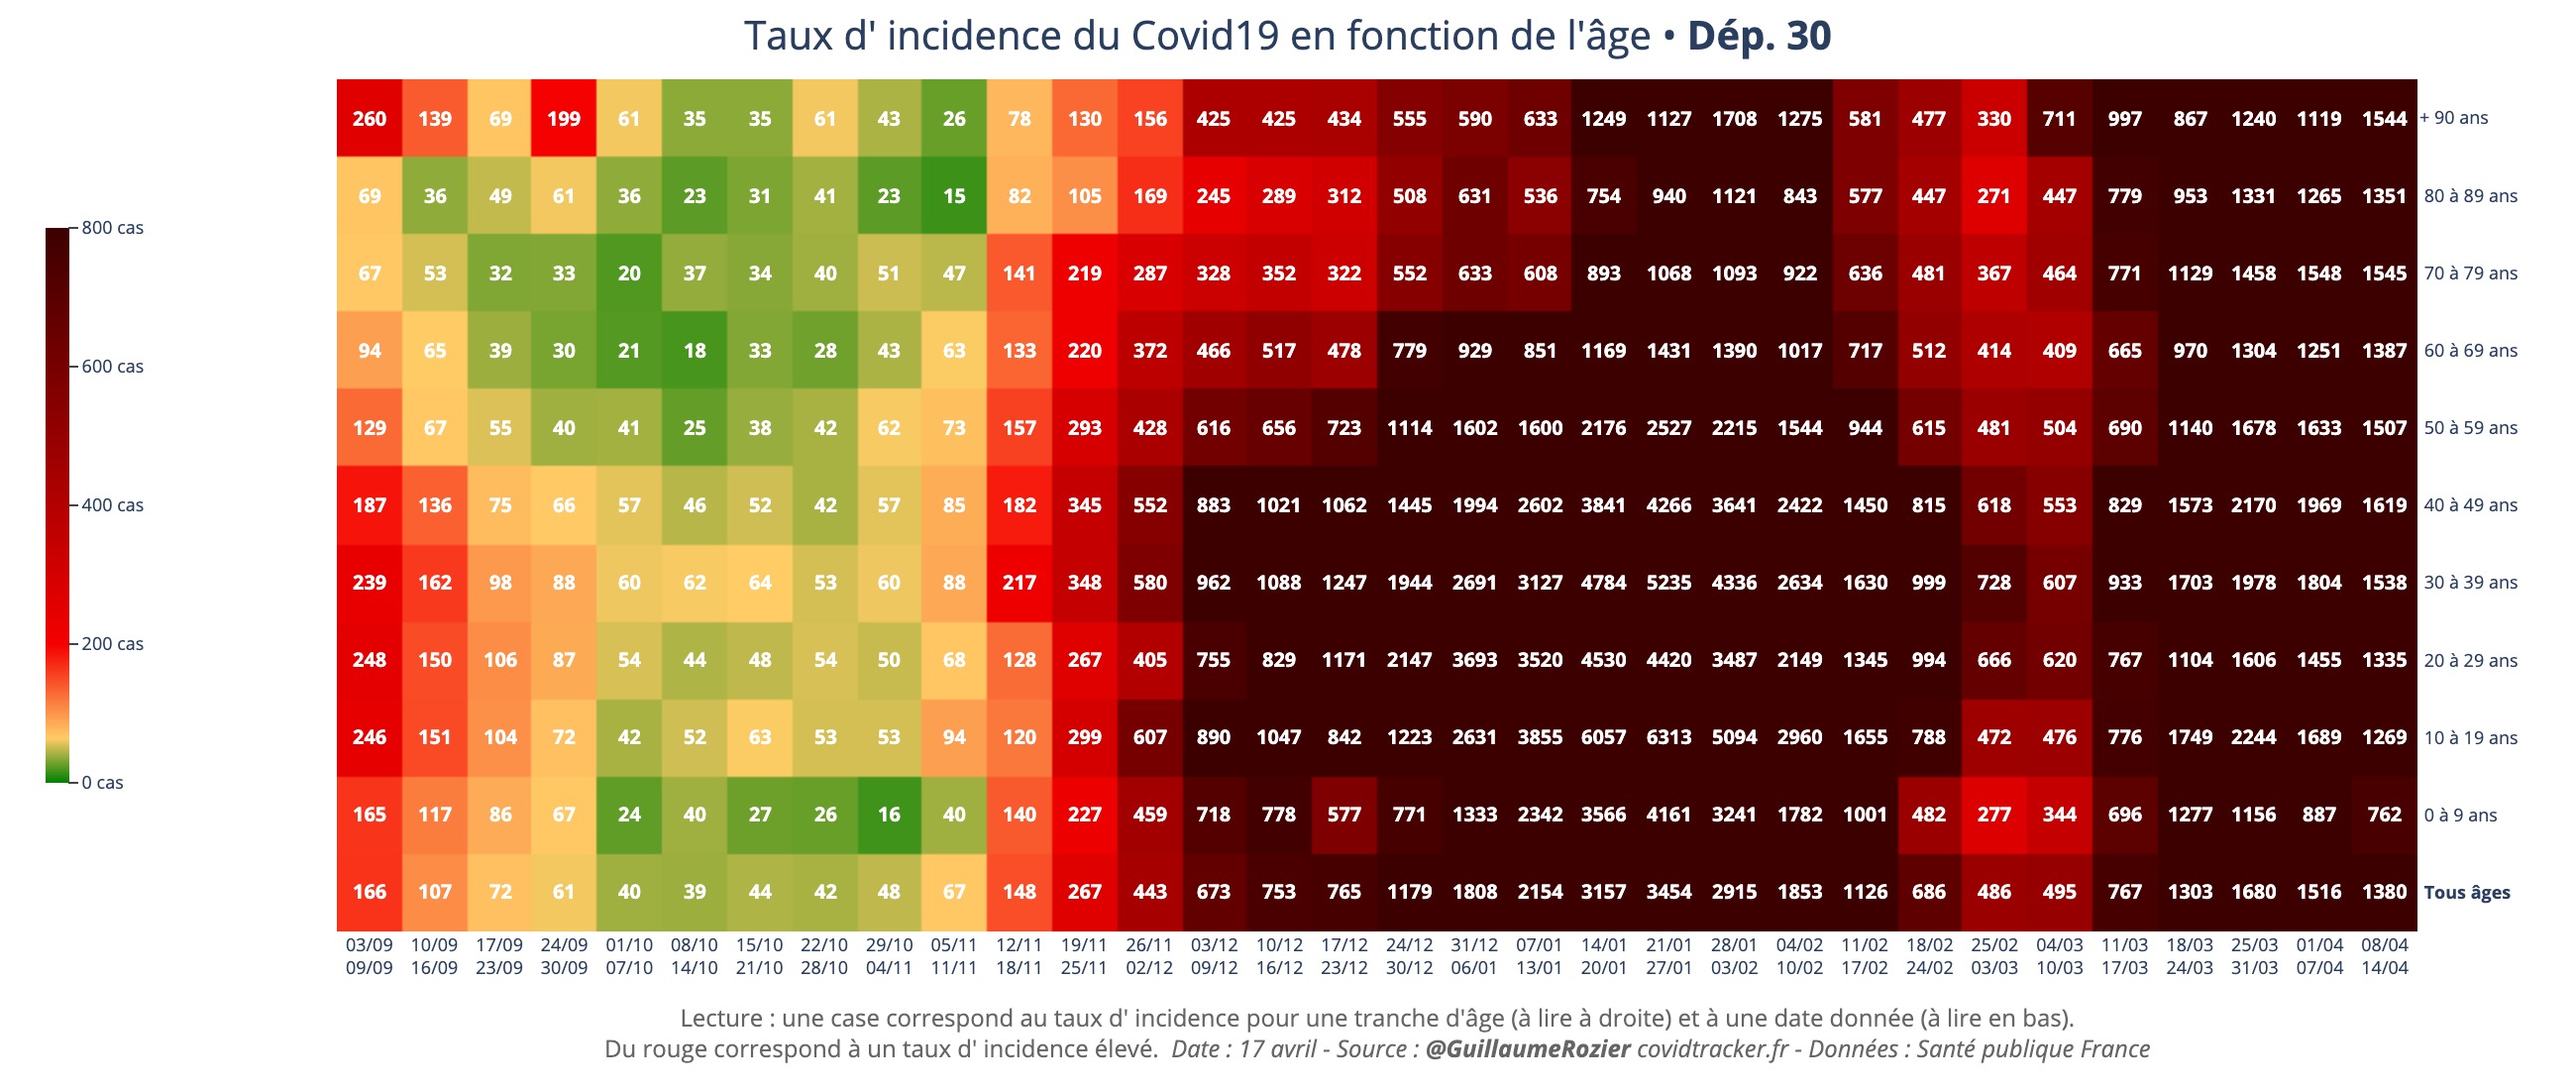 Taux d' incidence du Covid19 en fonction de l'âge • Dép. 30
260 139 69 199 61 35 35 61 43 26 78 130 156 425 425 434 555 590 633 1249 1127 1708 1275 581 477 330 711 997 867 1240 1119 1544 + 90 ans
69 36 49 61 36 23 31 41 23 15 82 105 169 245 289 312 508 631 536 754 940 1121 843 577 447 271 447 779 953 1331 1265 1351 80 à 89 ans
800 cas
67 53 32 33 20 37 34 40 51 47 141 219 287 328 352 322 552 633 608 893 1068 1093 922 636 481 367 464 771 1129 1458 1548 1545 70 à 79 ans
94 65 39 30 21 18 33 28 43 63 133 220 372 466 517 478 779 929 851 1169 1431 1390 1017 717 512 414 409 665 970 1304 1251 1387 60 à 69 ans
600 cas
129 67 55 40 41 25 38 42 62 73 157 293 428 616 656 723 1114 1602 1600 2176 2527 2215 1544 944 615 481 504 690 1140 1678 1633 1507 50 à 59 ans
400 cas
187 136 75 66 57 46 52 42 57 85 182 345 552 883 1021 1062 1445 1994 2602 3841 4266 3641 2422 1450 815 618 553 829 1573 2170 1969 1619 40 à 49 ans
239 162 98 88 60 62 64 53 60 88 217 348 580 962 1088 1247 1944 2691 3127 4784 5235 4336 2634 1630 999 728 607 933 1703 1978 1804 1538 30 à 39 ans
200 cas
248 150 106 87 54 44 48 54 50 68 128 267 405 755 829 1171 2147 3693 3520 4530 4420 3487 2149 1345 994 666 620 767 1104 1606 1455 1335 20 à 29 ans
246 151 104 72 42 52 63 53 53 94 120 299 607 890 1047 842 1223 2631 3855 6057 6313 5094 2960 1655 788 472 476 776 1749 2244 1689 1269 10 à 19 ans
0 cas
165 117 86 67 24 40 27 26 16 40 140 227 459 718 778 577 771 1333 2342 3566 4161 3241 1782 1001 482 277 344 696 1277 1156 887 762 0 à 9 ans
166 107 72 61 40 39 44 42 48 67 148 267 443 673 753 765 1179 1808 2154 3157 3454 2915 1853 1126 686 486 495 767 1303 1680 1516 1380 Tous âges
03/09 10/09 17/09 24/09 01/10 08/10 15/10 22/10 29/10 05/11 12/11 19/11 26/11 03/12 10/12 17/12 24/12 31/12 07/01 14/01 21/01 28/01 04/02 11/02 18/02 25/02 04/03 11/03 18/03 25/03 01/04 08/04
09/09 16/09 23/09 30/09 07/10 14/10 21/10 28/10 04/11 11/11 18/11 25/11 02/12 09/12 16/12 23/12 30/12 06/01 13/01 20/01 27/01 03/02 10/02 17/02 24/02 03/03 10/03 17/03 24/03 31/03 07/04 14/04
Lecture : une case correspond au taux d' incidence pour une tranche d'âge (à lire à droite) et à une date donnée (à lire en bas).
Du rouge correspond à un taux d' incidence élevé. Date : 17 avril - Source : @GuillaumeRozier covidtracker.fr - Données : Santé publique France